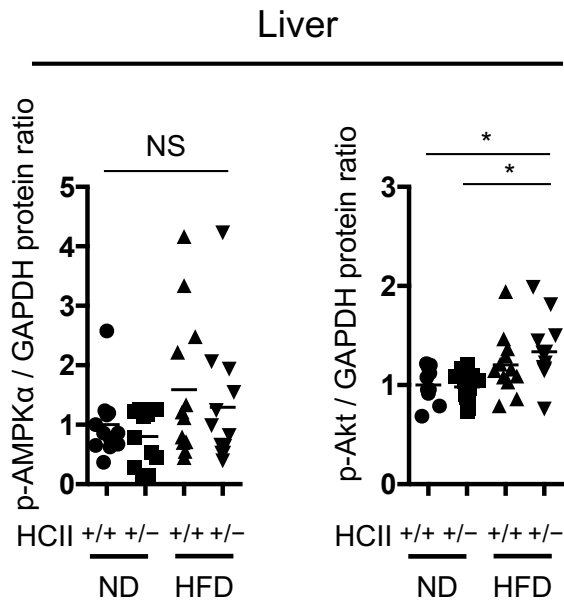 Liver
NS
p-AMPKα / GAPDH protein ratio
5
4
3
2
1
0
HCII +/+ +/− +/+ +/−
ND HFD
*
*
p-Akt / GAPDH protein ratio
3
2
1
0
HCII +/+ +/− +/+ +/−
ND HFD